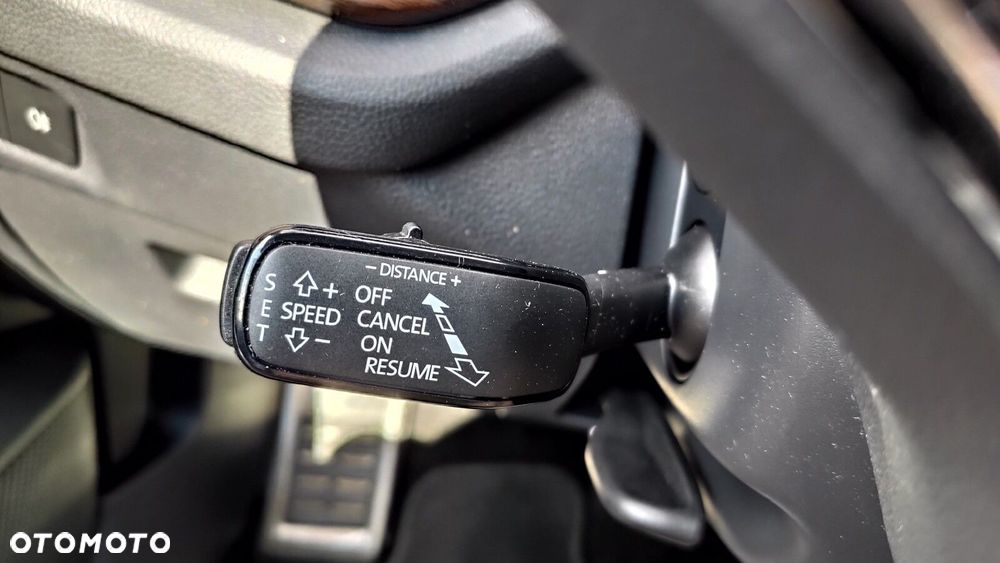 - DISTANCE +
S E T
+
SPEED
-
OFF
CANCEL
ON
RESUME
OTOMOTO